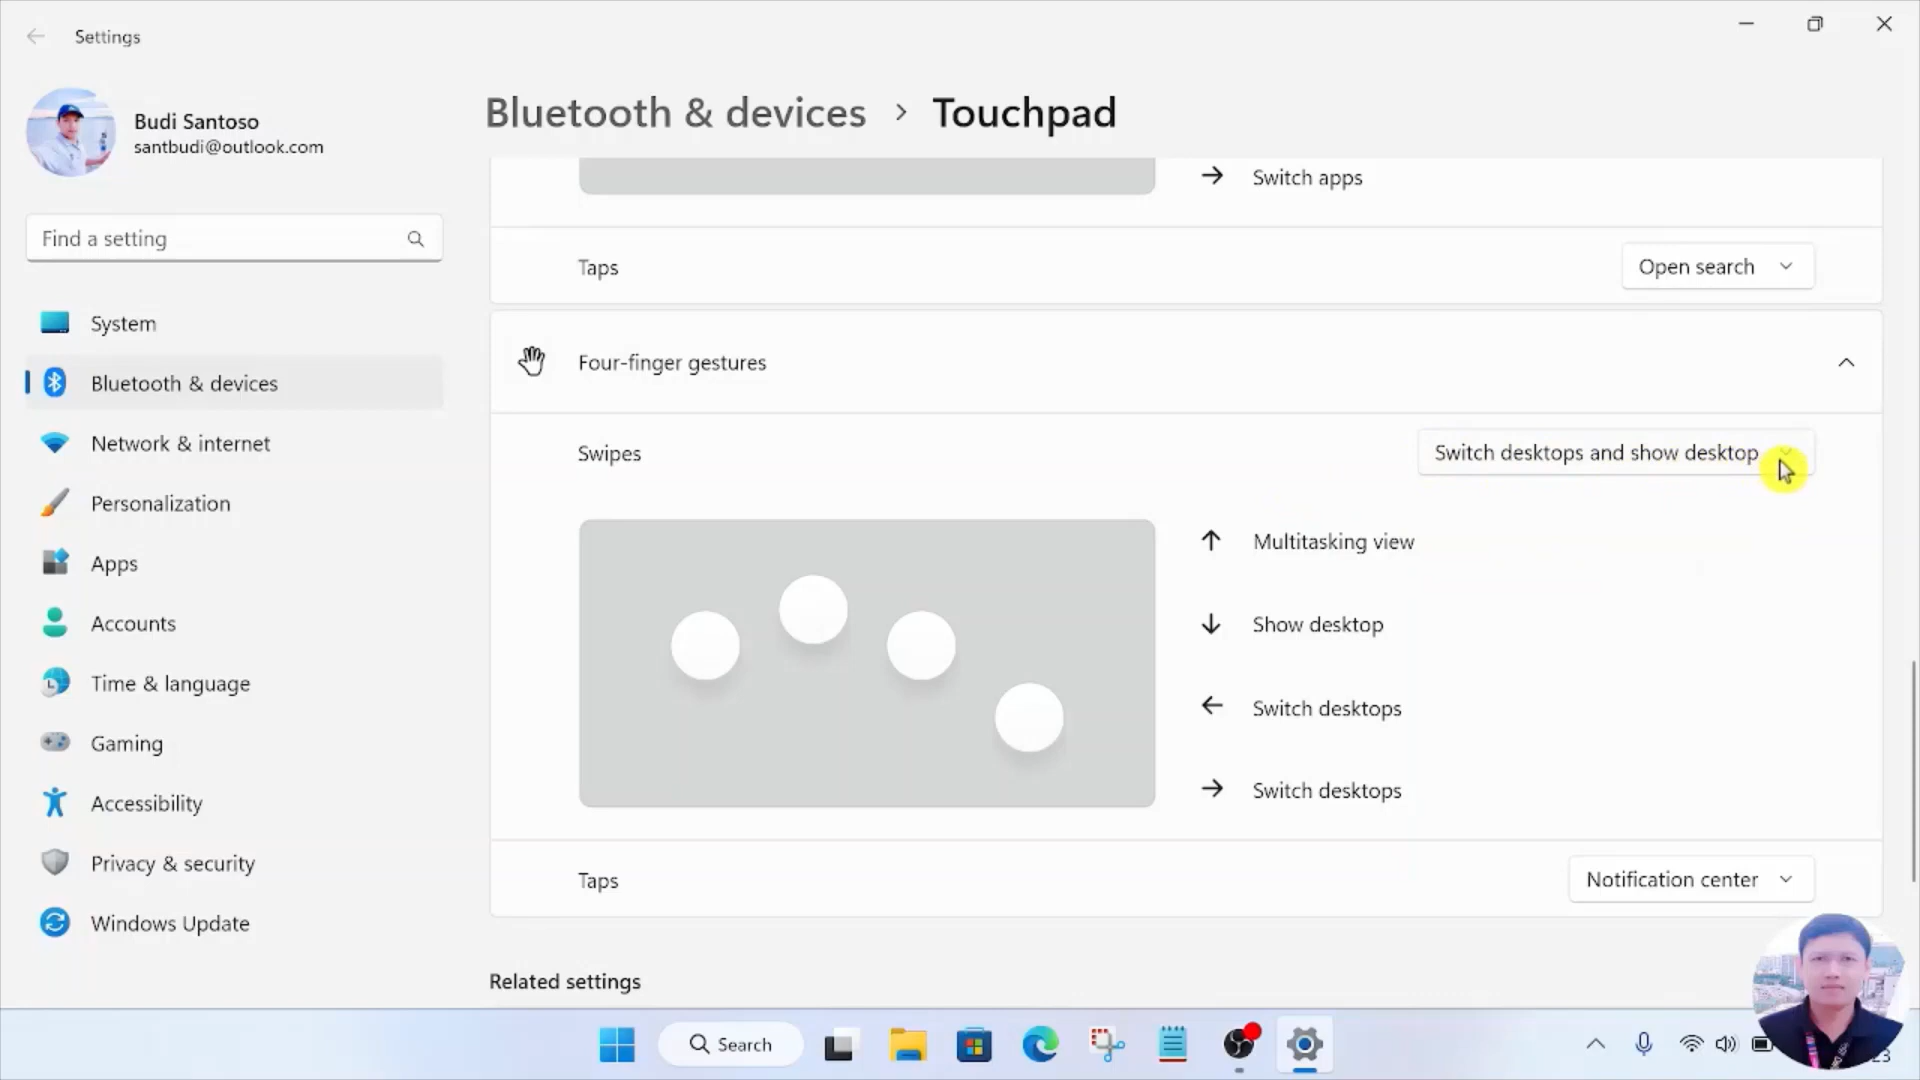 Settings
Budi Santoso
santbudi@outlook.com
Find a setting
System
Bluetooth & devices
Network & internet
Personalization
Apps
Accounts
Time & language
Gaming
Accessibility
Privacy & security
Windows Update
Bluetooth & devices > Touchpad
Switch apps
Taps
Open search
Four-finger gestures
Swipes
Switch desktops and show desktop
Multitasking view
Show desktop
Switch desktops
Switch desktops
Taps
Notification center
Related settings
Search